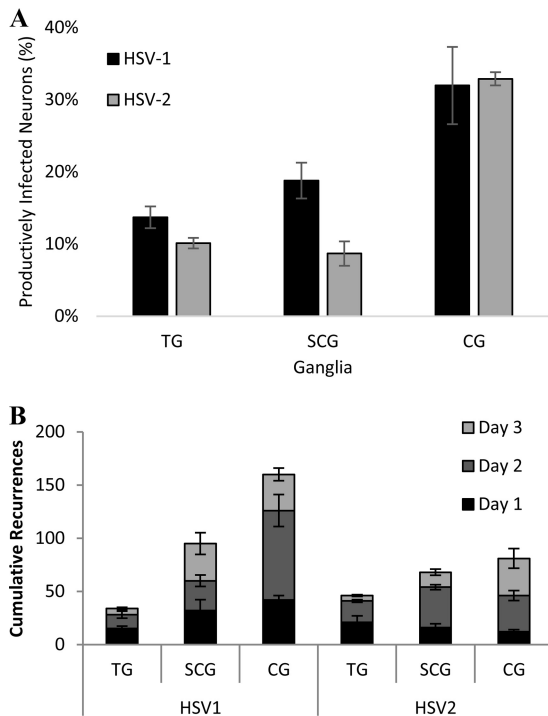 A
Productively Infected Neurons (%)
40%
30%
20%
10%
0%
HSV-1
HSV-2
TG SCG CG
Ganglia
B
Cumulative Recurrences
200
150
100
50
0
Day 3
Day 2
Day 1
TG SCG CG TG SCG CG
HSV1 HSV2